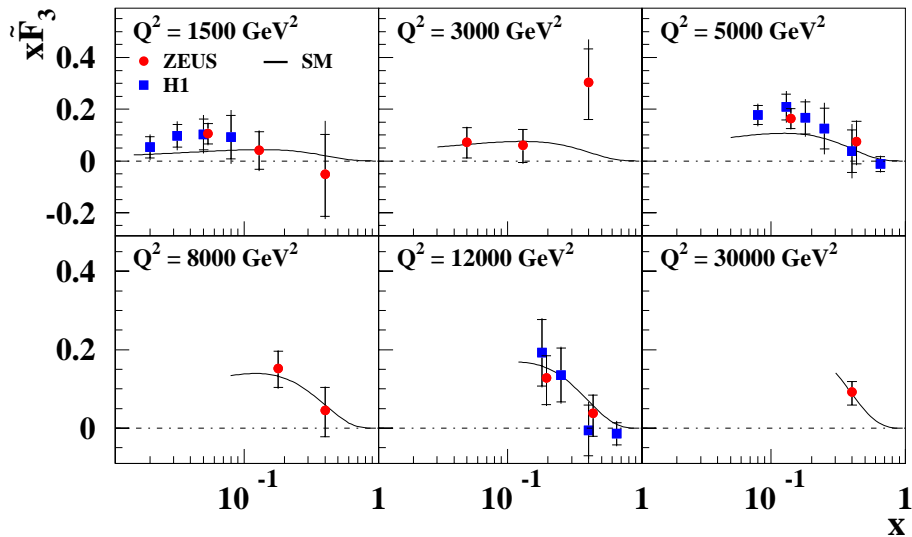 xF̃₃
Q² = 1500 GeV²
ZEUS
SM
H1
Q² = 3000 GeV²
Q² = 5000 GeV²
0.4
0.2
0
-0.2
Q² = 8000 GeV²
Q² = 12000 GeV²
Q² = 30000 GeV²
0.4
0.2
0
10⁻¹
1
10⁻¹
1
10⁻¹
1
x